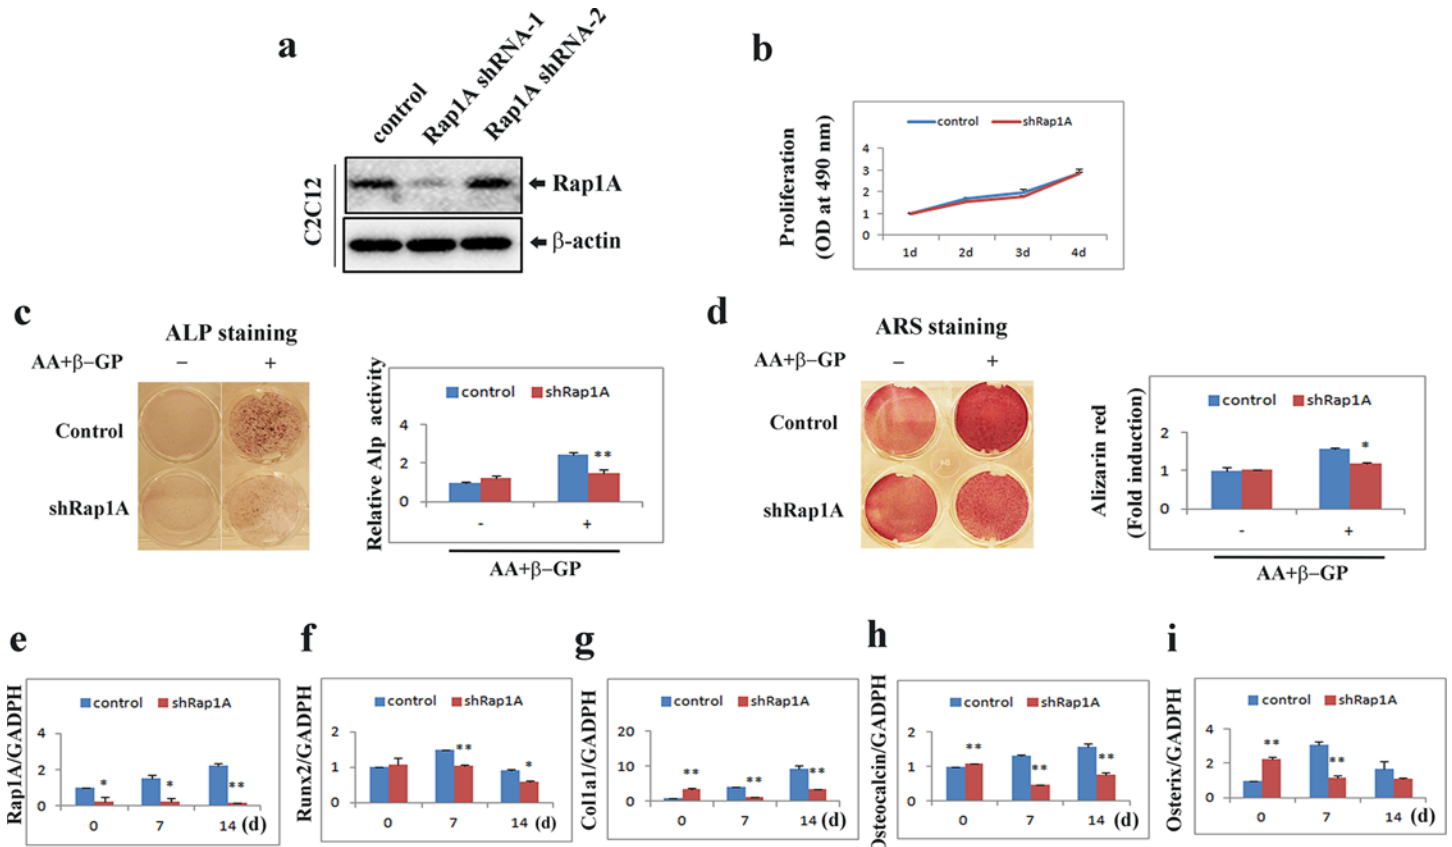 a
control
Rap1A shRNA-1
Rap1A shRNA-2
C2C12
Rap1A
β-actin
b
control shRap1A
Proliferation
(OD at 490 nm)
4
3
2
1
0
1d 2d 3d 4d
c
ALP staining
AA+β−GP − +
Control
shRap1A
control shRap1A
Relative Alp activity
4
2
0
**
- +
AA+β−GP
d
ARS staining
AA+β−GP − +
Control
shRap1A
control shRap1A
Alizarin red
(Fold induction)
2
1
0
*
- +
AA+β−GP
e
Rap1A/GADPH
control shRap1A
4
2
0
* * **
0 7 14 (d)
f
Runx2/GADPH
control shRap1A
2
1
0
** *
0 7 14 (d)
g
Col1a1/GADPH
control shRap1A
20
10
0
** ** **
0 7 14 (d)
h
Osteocalcin/GADPH
control shRap1A
2
1
0
** ** **
0 7 14 (d)
i
Osterix/GADPH
control shRap1A
4
2
0
** **
0 7 14 (d)